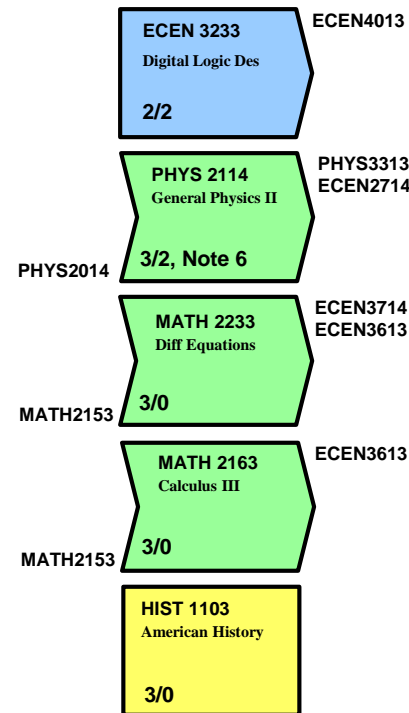 ECEN 3233
ECEN4013
Digital Logic Des
2/2
PHYS 2114
PHYS3313
General Physics II
ECEN2714
3/2, Note 6
PHYS2014
MATH 2233
ECEN3714
Diff Equations
ECEN3613
3/0
MATH2153
MATH 2163
ECEN3613
Calculus III
3/0
MATH2153
HIST 1103
American History
3/0